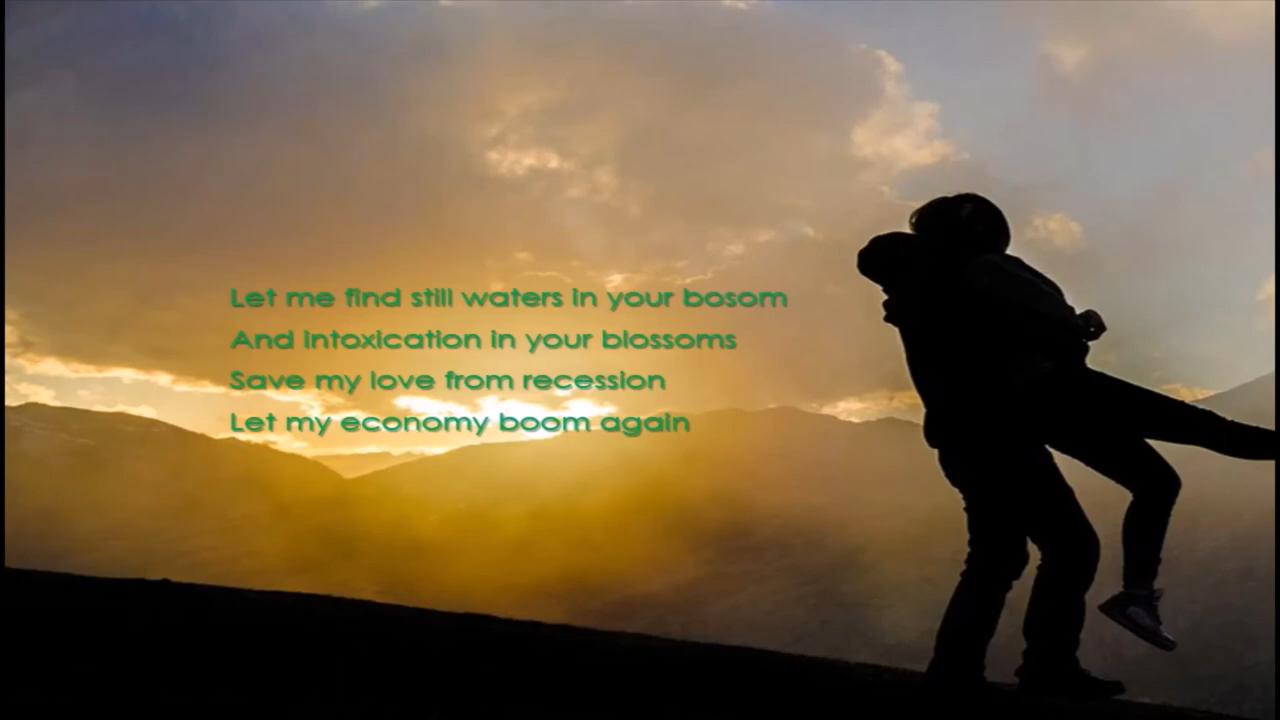 Let me find still waters in your bosom
And intoxication in your blossoms
Save my love from recession
Let my economy boom again